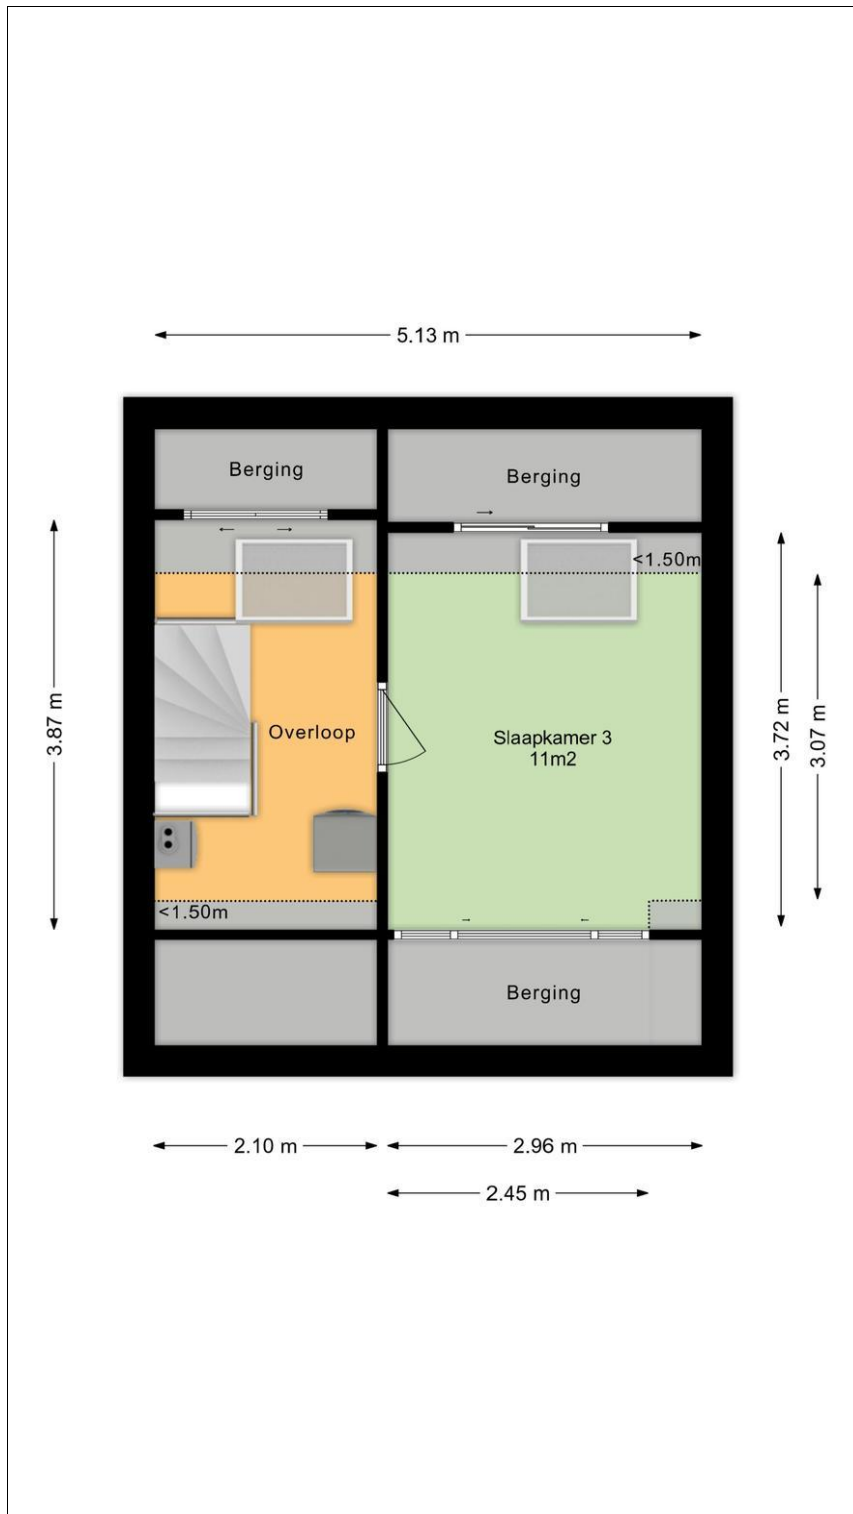 5.13 m
Berging
Berging
<1.50m
3.87 m
Overloop
Slaapkamer 3
11m2
3.72 m
3.07 m
<1.50m
Berging
2.10 m
2.96 m
2.45 m